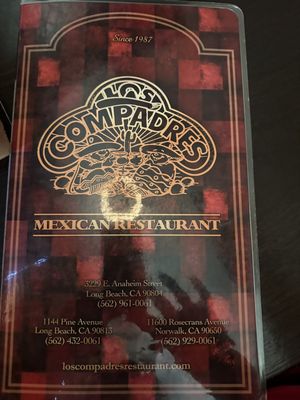 Since 1987
LOS
COMPADRES
MEXICAN RESTAURANT
3229 E. Anaheim Street
Long Beach, CA 90804
(562) 961-0061
1144 Pine Avenue
Long Beach, CA 90813
(562) 432-0061
11600 Rosecrans Avenue
Norwalk, CA 90650
(562) 929-0061
loscompadresrestaurant.com